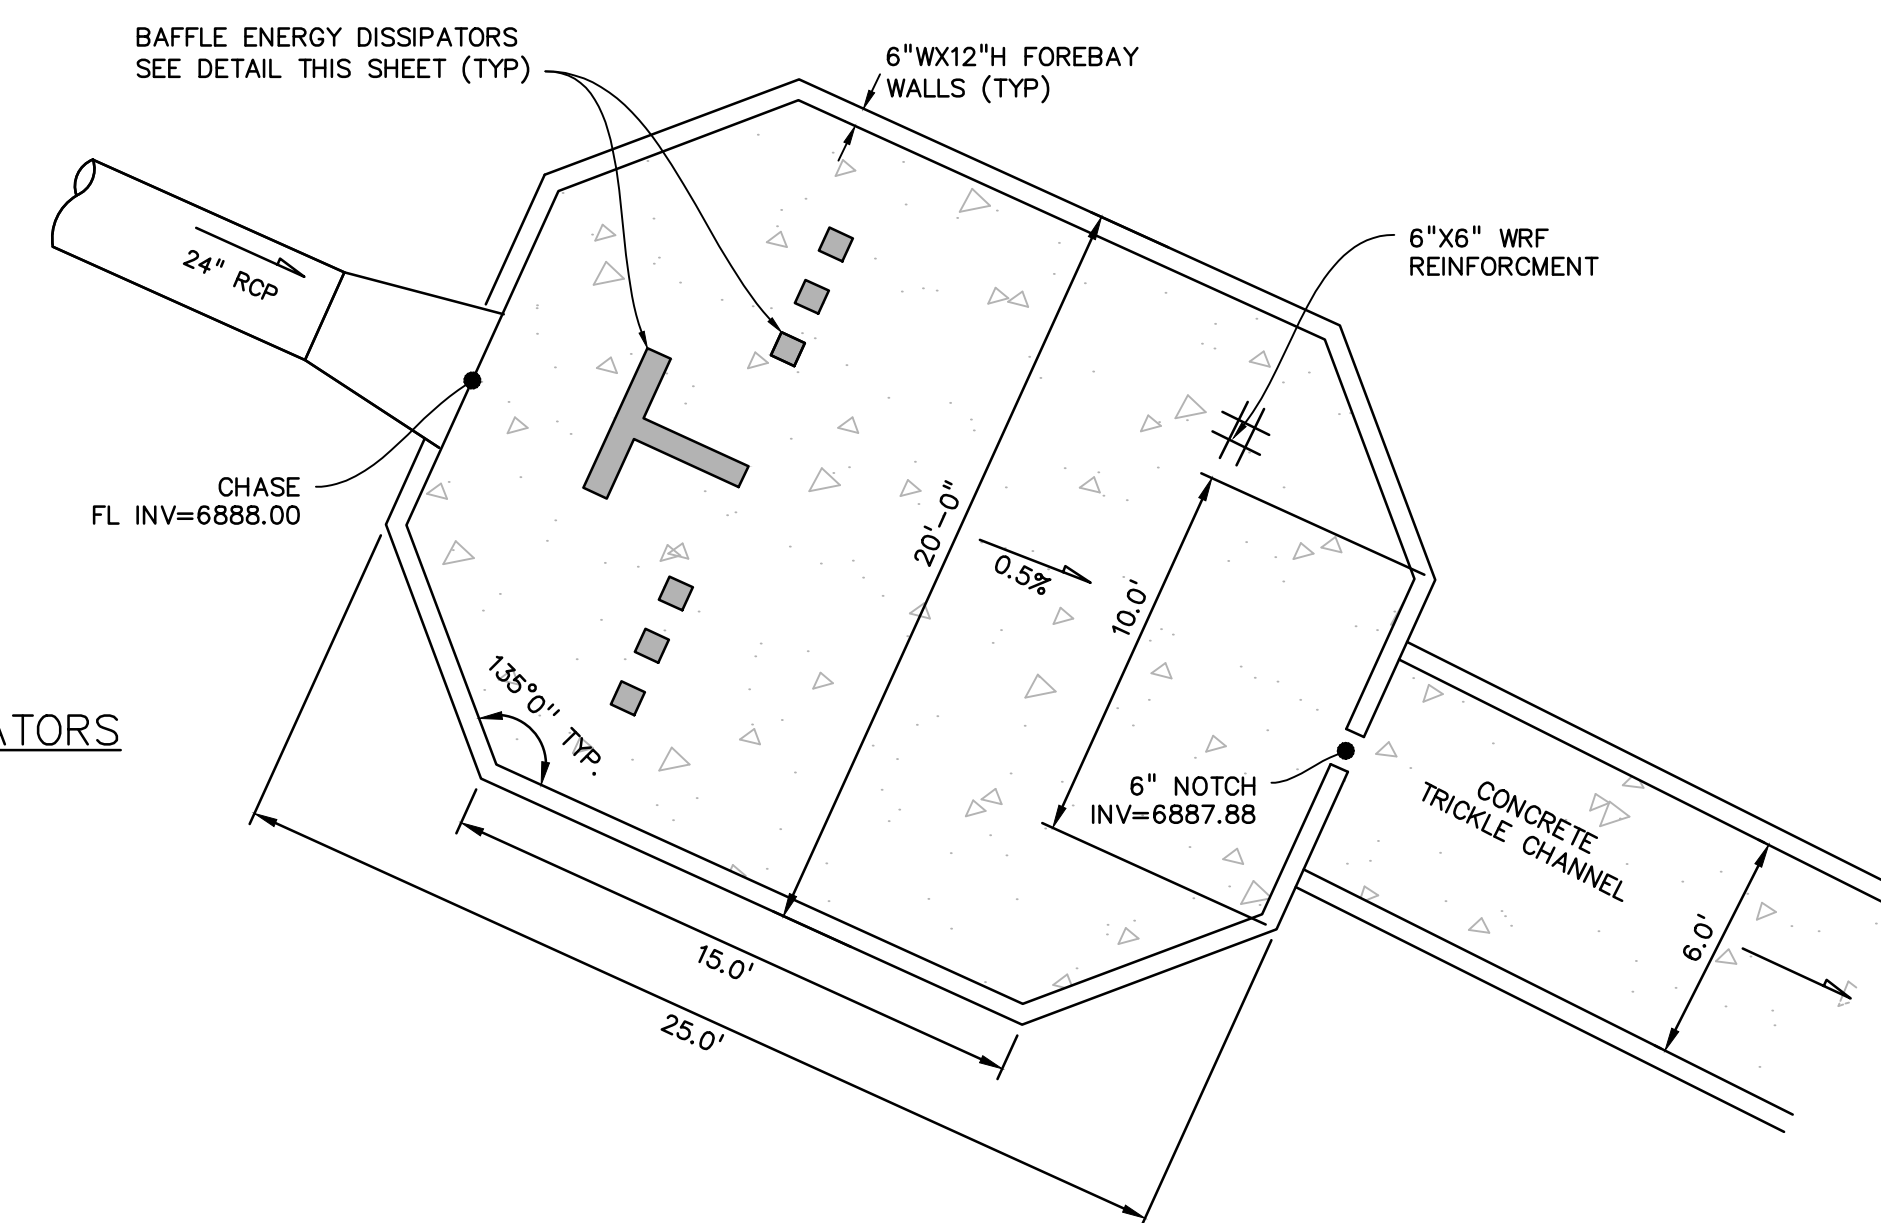 BAFFLE ENERGY DISSIPATORS
SEE DETAIL THIS SHEET (TYP)
6"WX12"H FOREBAY
WALLS (TYP)
24" RCP
6"X6" WRF
REINFORCMENT
CHASE
FL INV=6888.00
20'-0"
0.5%
10.0'
135°0'' TYP.
ATORS
6" NOTCH
INV=6887.88
CONCRETE
TRICKLE CHANNEL
6.0'
15.0'
25.0'